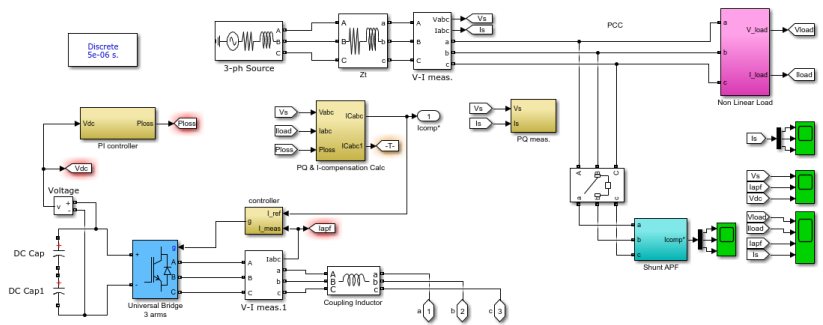 Discrete
5e-06 s.
A
B
C
3-ph Source
A
B
C
a
b
c
Zt
A
B
C
Vabc
Iabc
a
b
c
V-I meas.
Vs
Is
PCC
a
b
c
V_load
I_load
Non Linear Load
Vload
Iload
Vdc
Ploss
PI controller
Ploss
Vs
Iload
Ploss
Vabc
Iabc
Ploss
ICabc
ICabc1
PQ & I-compensation Calc
1
Icomp*
-T-
Vs
Is
Vs
Is
PQ meas.
Is
Vs
Iapf
Vdc
Vload
Iload
Iapf
Is
A
B
C
a
b
c
a
b
c
Icomp*
Shunt APF
Vdc
Voltage
v
+
-
DC Cap
DC Cap1
+
+
controller
g
I_ref
I_meas
Iapf
+
-
g
A
B
C
Universal Bridge
3 arms
A
B
C
Iabc
a
b
c
V-I meas.1
A
B
C
a
b
c
Coupling Inductor
a
1
b
2
c
3